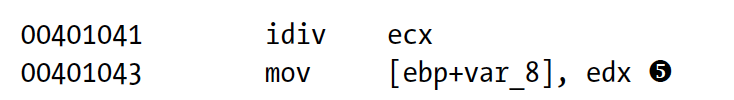 00401041 idiv ecx
00401043 mov [ebp+var_8], edx ❺